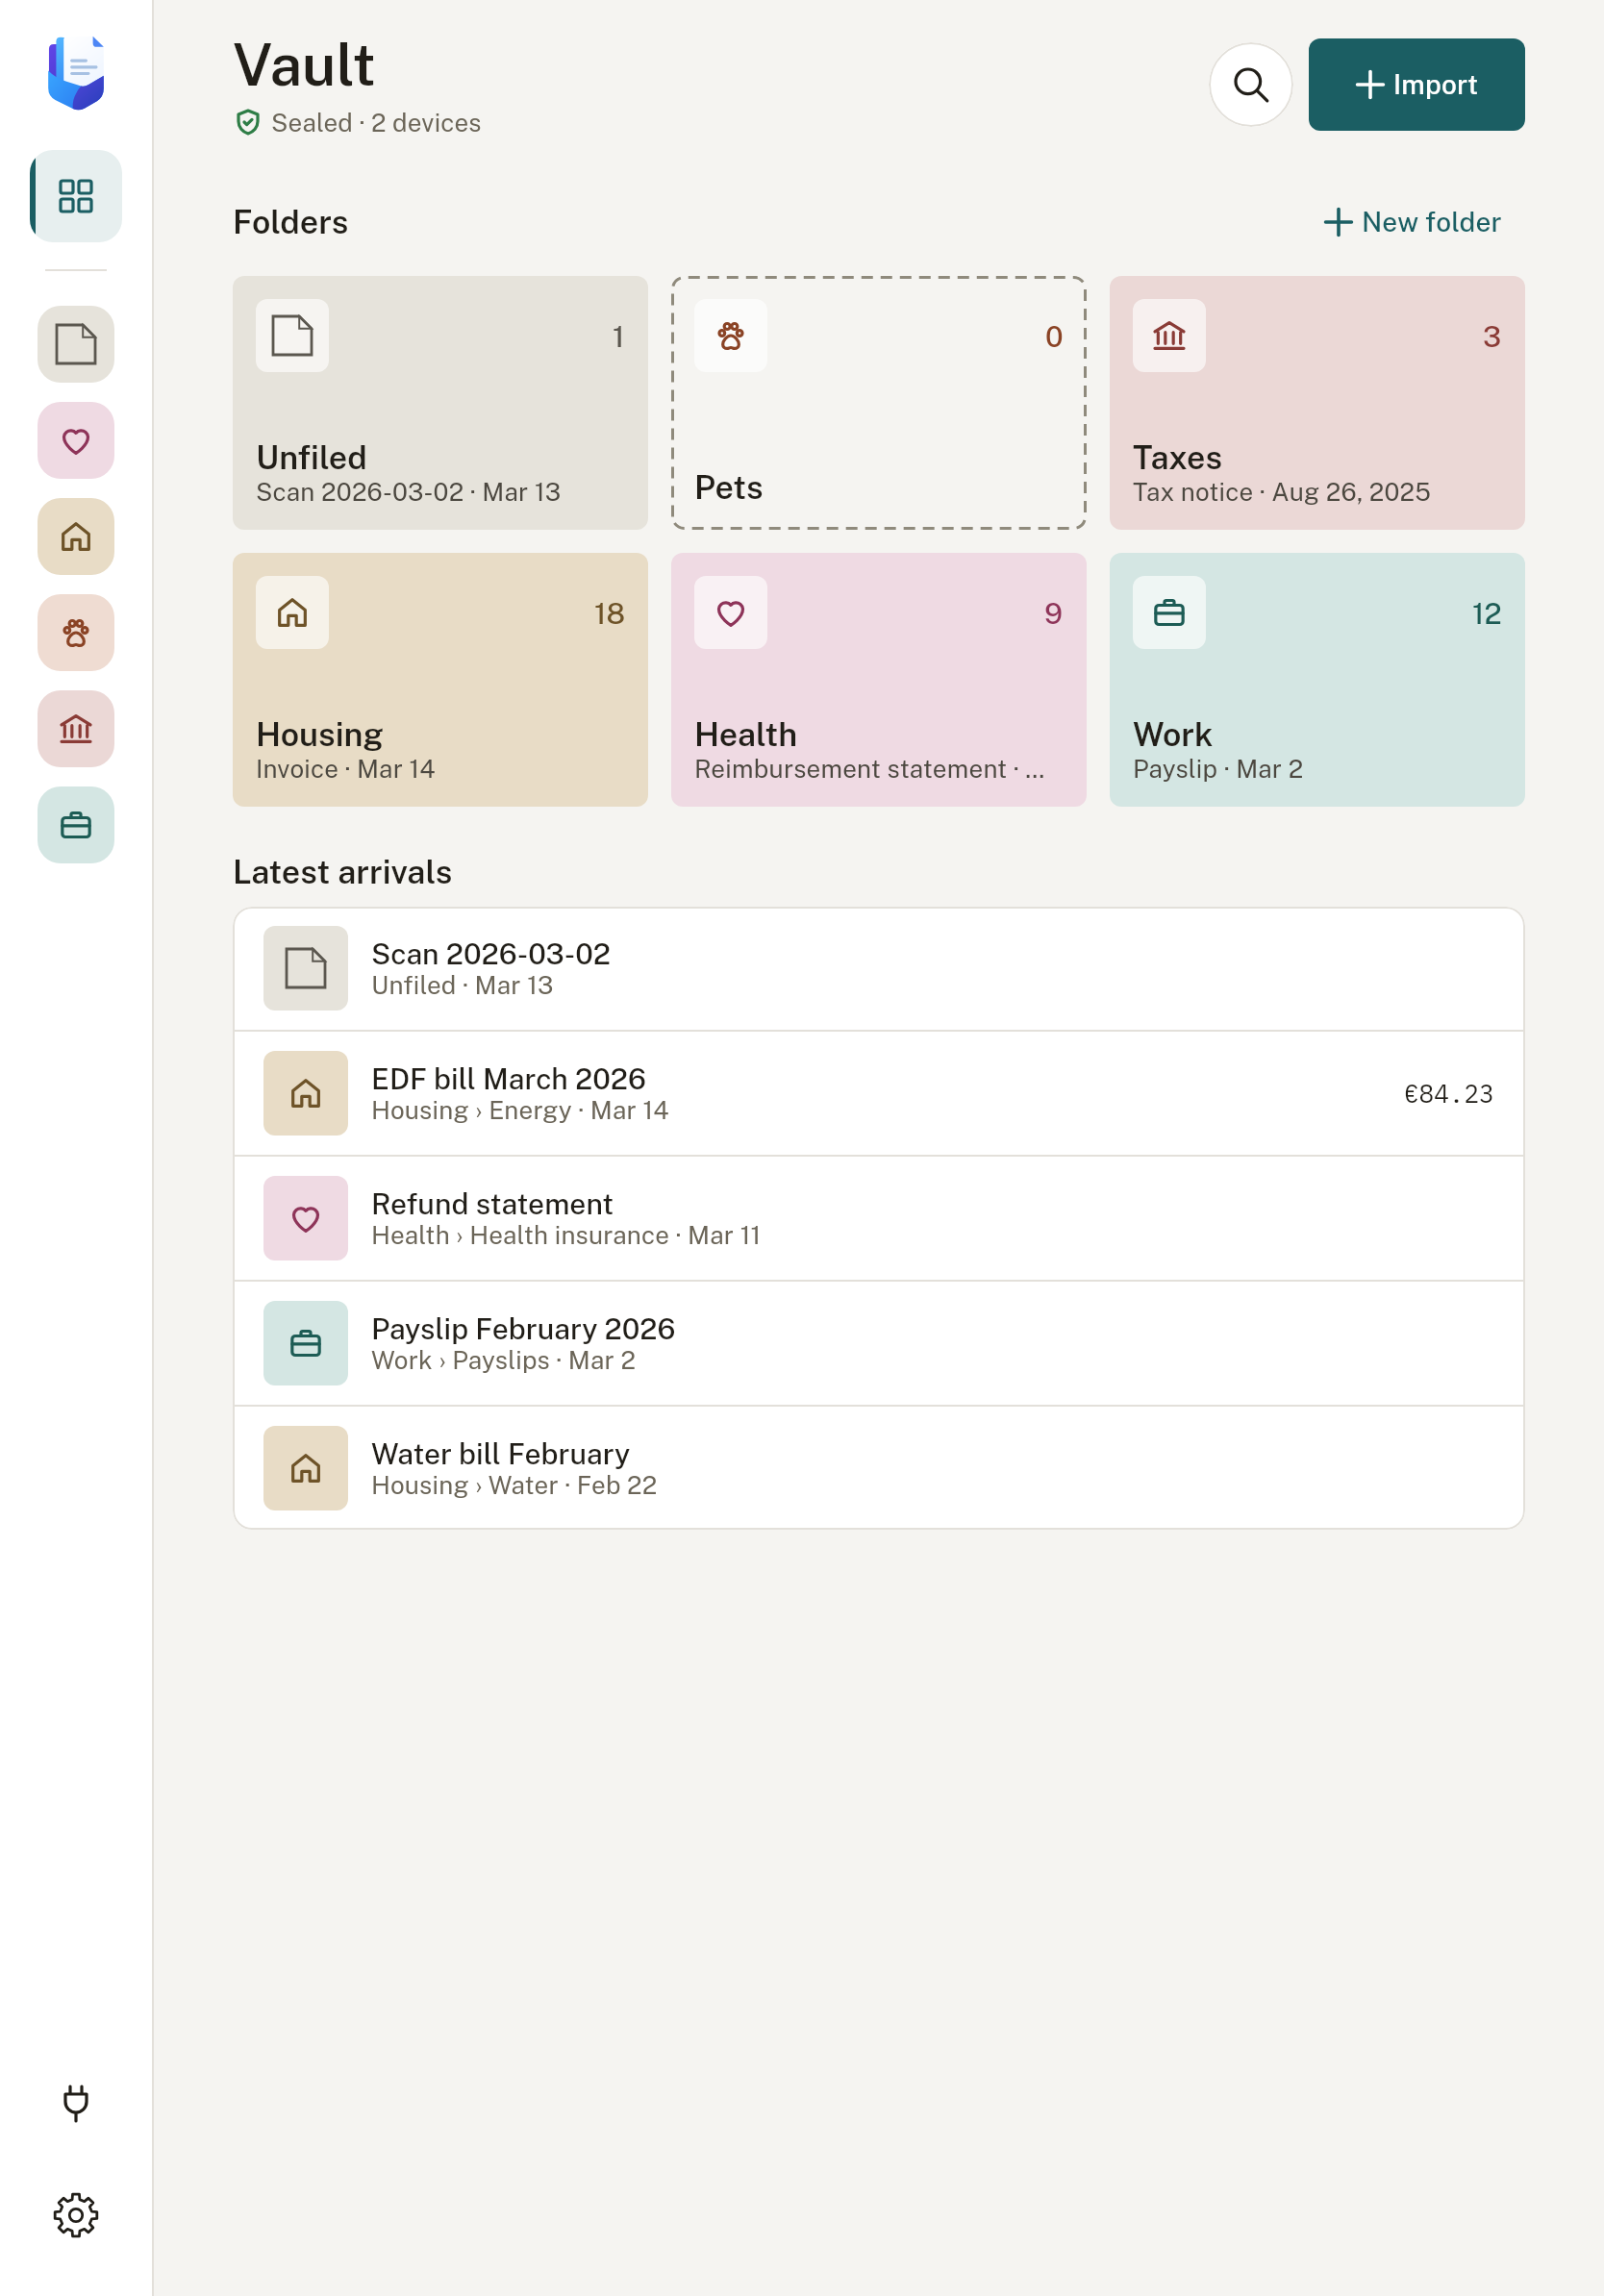 Vault
Sealed · 2 devices
Import
Folders
New folder
1
Unfiled
Scan 2026-03-02 · Mar 13
0
Pets
3
Taxes
Tax notice · Aug 26, 2025
18
Housing
Invoice · Mar 14
9
Health
Reimbursement statement · ...
12
Work
Payslip · Mar 2
Latest arrivals
Scan 2026-03-02
Unfiled · Mar 13
EDF bill March 2026
Housing › Energy · Mar 14
€84.23
Refund statement
Health › Health insurance · Mar 11
Payslip February 2026
Work › Payslips · Mar 2
Water bill February
Housing › Water · Feb 22